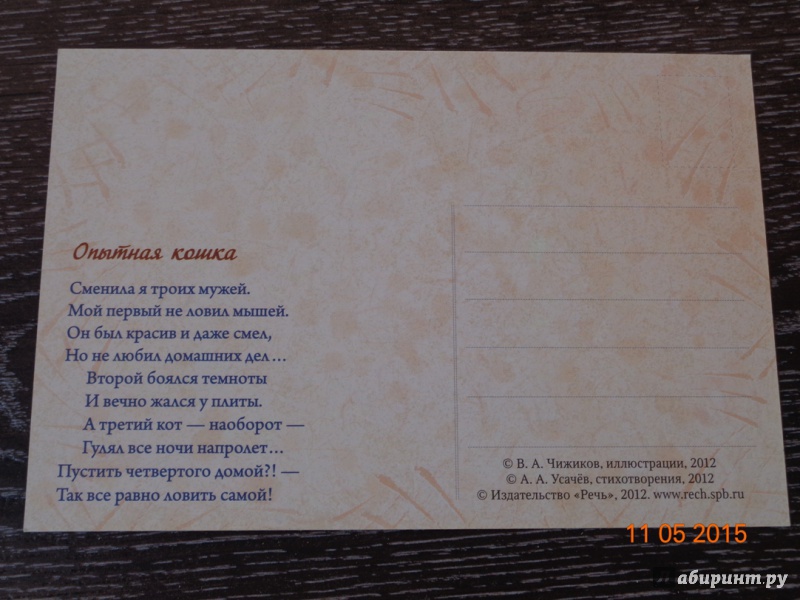 Опытная кошка
Сменила я троих мужей.
Мой первый не ловил мышей.
Он был красив и даже смел,
Но не любил домашних дел...
Второй боялся темноты
И вечно жался у плиты.
А третий кот — наоборот —
Гулял все ночи напролет...
Пустить четвертого домой?! —
Так все равно ловить самой!
© В. А. Чижиков, иллюстрации, 2012
© А. А. Усачёв, стихотворения, 2012
© Издательство «Речь», 2012. www.rech.spb.ru
11 05 2015
абиринт.ру